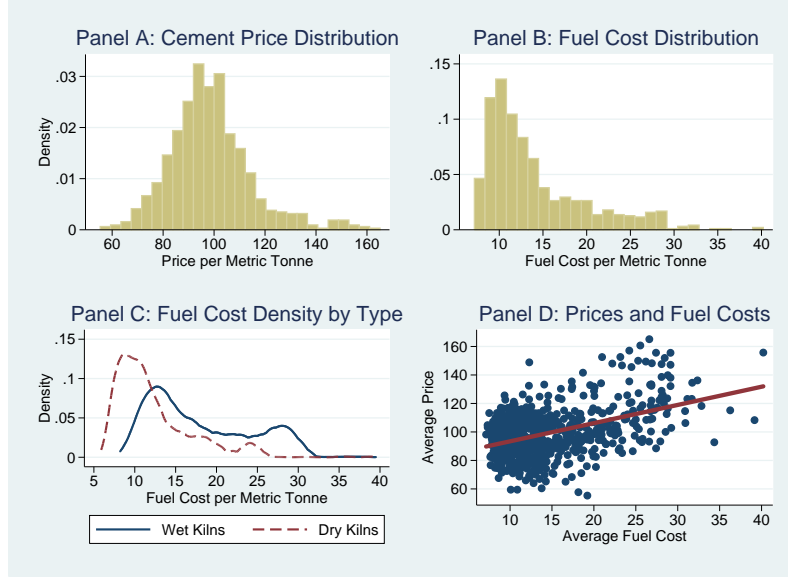 Panel A: Cement Price Distribution
Density
.03
.02
.01
0
60 80 100 120 140 160
Price per Metric Tonne
Panel B: Fuel Cost Distribution
.15
.1
.05
0
10 15 20 25 30 35 40
Fuel Cost per Metric Tonne
Panel C: Fuel Cost Density by Type
Density
.15
.1
.05
0
5 10 15 20 25 30 35 40
Fuel Cost per Metric Tonne
Wet Kilns Dry Kilns
Panel D: Prices and Fuel Costs
Average Price
160
140
120
100
80
60
10 15 20 25 30 35 40
Average Fuel Cost